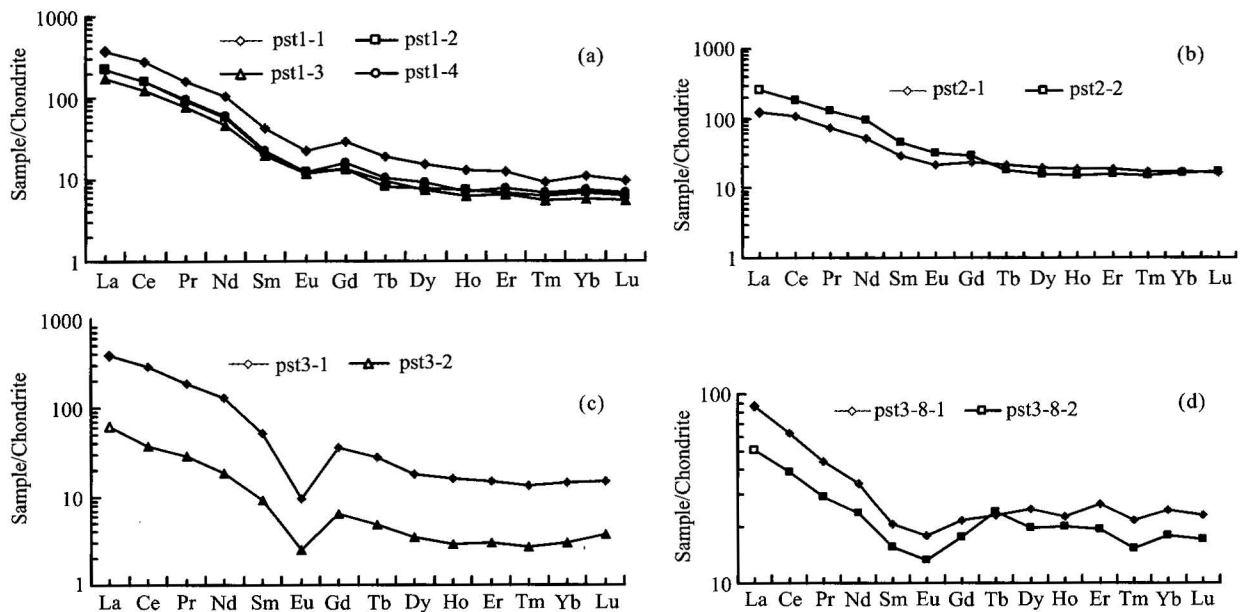 (a)
pst1-1 pst1-2
pst1-3 pst1-4
Sample/Chondrite
1000
100
10
1
La Ce Pr Nd Sm Eu Gd Tb Dy Ho Er Tm Yb Lu
(b)
pst2-1 pst2-2
Sample/Chondrite
1000
100
10
1
La Ce Pr Nd Sm Eu Gd Tb Dy Ho Er Tm Yb Lu
(c)
pst3-1 pst3-2
Sample/Chondrite
1000
100
10
1
La Ce Pr Nd Sm Eu Gd Tb Dy Ho Er Tm Yb Lu
(d)
pst3-8-1 pst3-8-2
Sample/Chondrite
100
10
La Ce Pr Nd Sm Eu Gd Tb Dy Ho Er Tm Yb Lu